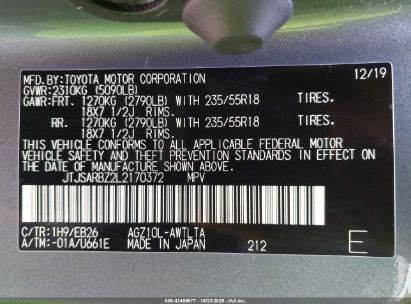 MFD.BY:TOYOTA MOTOR CORPORATION 12/19
GVWR:2310KG (5090LB)
GAWR:FRT. 1270KG (2790LB) WITH 235/55R18 TIRES.
18X7 1/2J RIMS.
RR. 1270KG (2790LB) WITH 235/55R18 TIRES.
18X7 1/2J RIMS.
THIS VEHICLE CONFORMS TO ALL APPLICABLE FEDERAL MOTOR
VEHICLE SAFETY AND THEFT PREVENTION STANDARDS IN EFFECT
ON THE DATE OF MANUFACTURE SHOWN ABOVE.
JTJSARBZ2L2170372 MPV
C/TR:1H9/EB26 AGZ10L-AWTLTA
A/TM:-01A/U661E MADE IN JAPAN 212 E